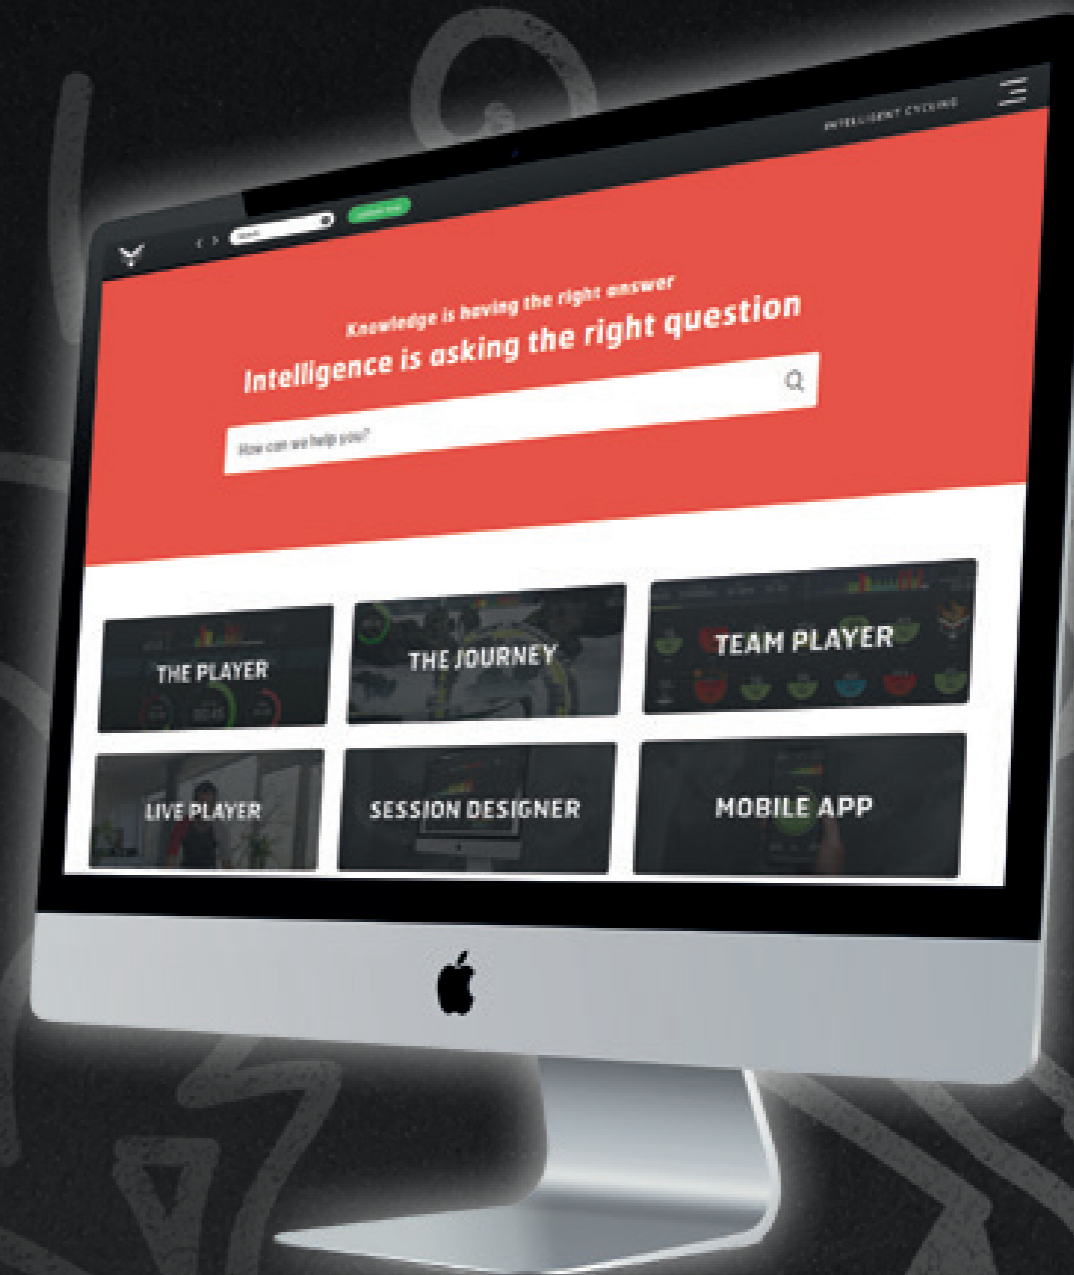 INTELLIGENT CYCLING
Knowledge is having the right answer
Intelligence is asking the right question
How can we help you?
THE PLAYER
THE JOURNEY
TEAM PLAYER
LIVE PLAYER
SESSION DESIGNER
MOBILE APP